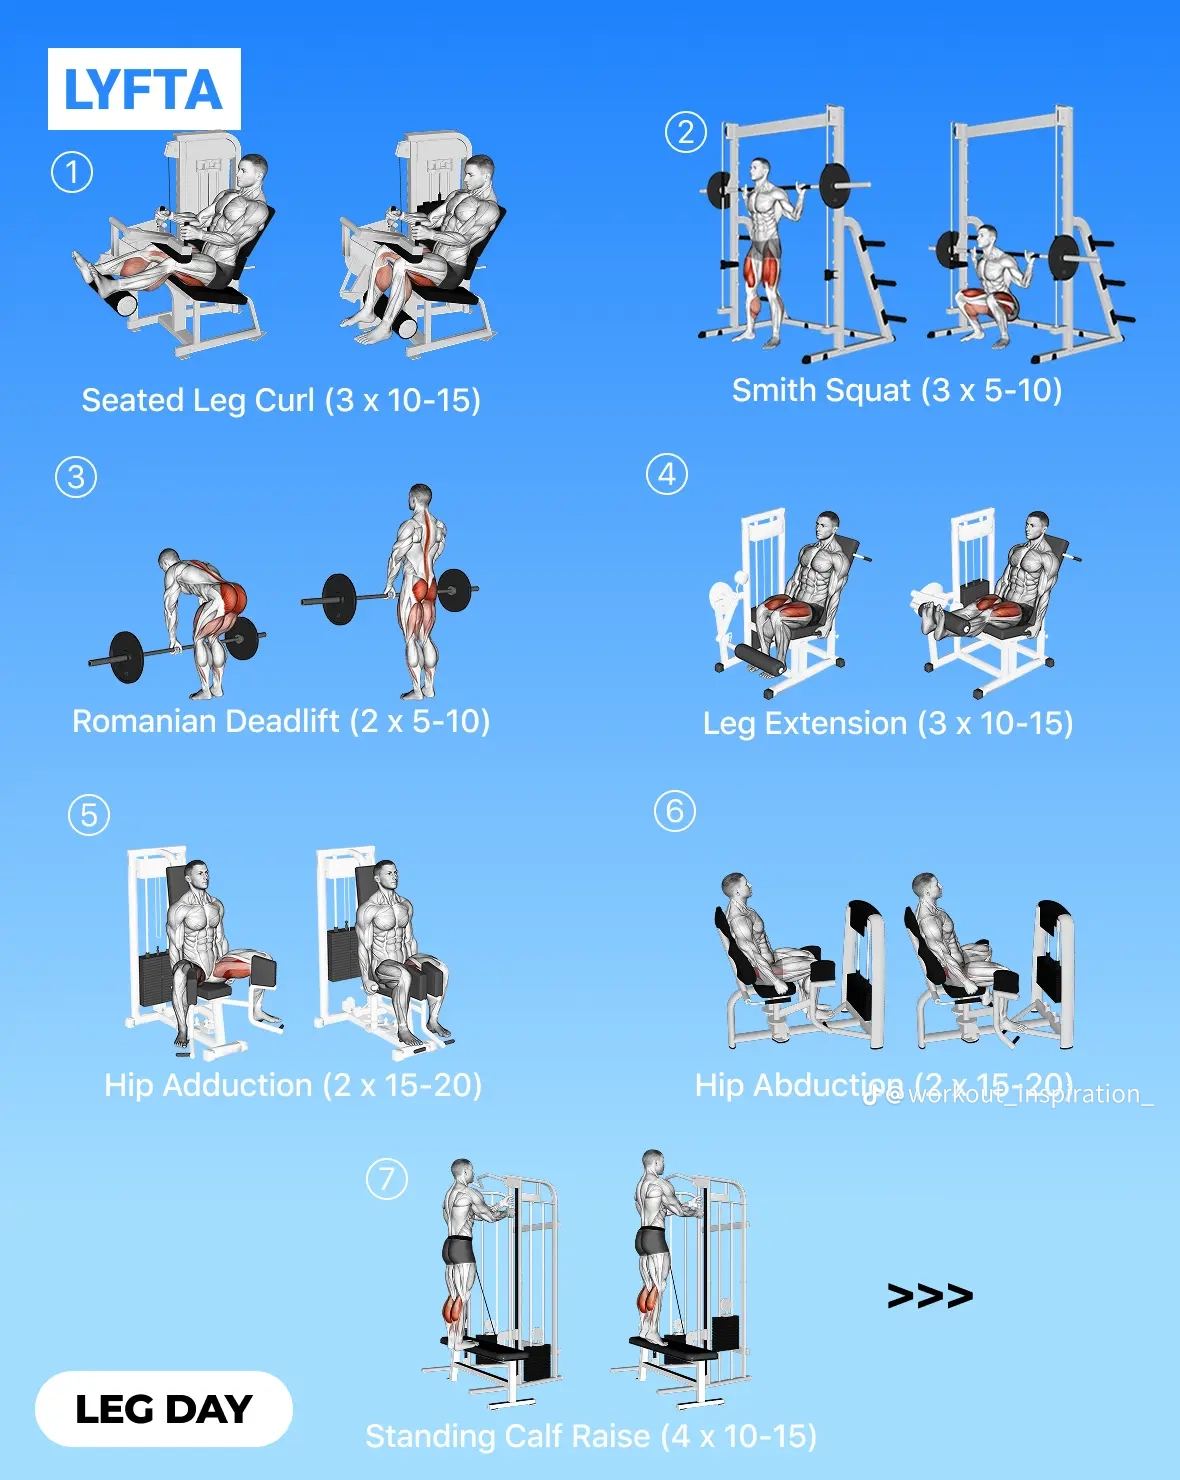 LYFTA
1
2
Seated Leg Curl (3 x 10-15)
Smith Squat (3 x 5-10)
3
4
Romanian Deadlift (2 x 5-10)
Leg Extension (3 x 10-15)
5
6
Hip Adduction (2 x 15-20)
Hip Abduction (2 x 15-20)
@workout_inspiration_
7
>>>
LEG DAY
Standing Calf Raise (4 x 10-15)